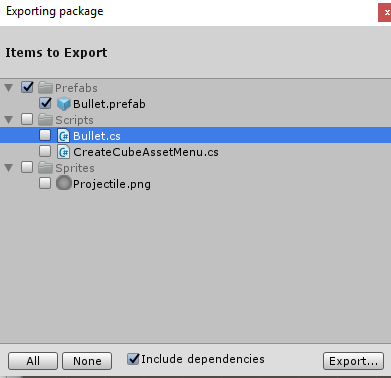 Exporting package
Items to Export
Prefabs
Bullet.prefab
Scripts
Bullet.cs
CreateCubeAssetMenu.cs
Sprites
Projectile.png
All None Include dependencies Export...